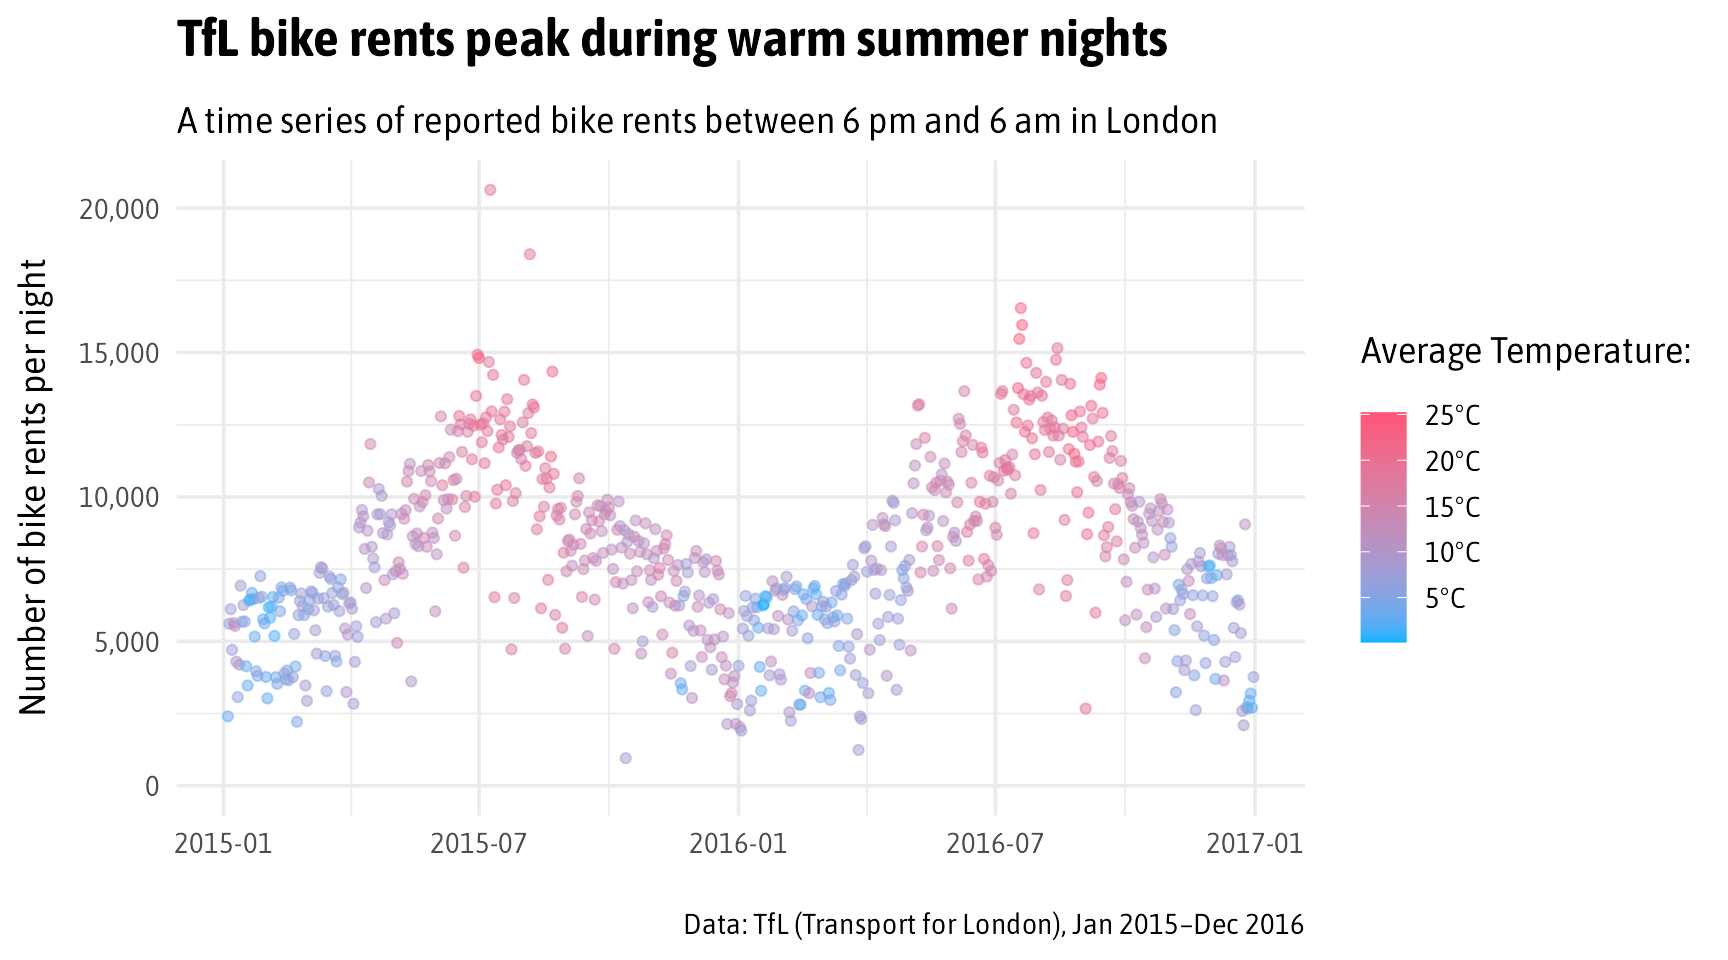 TfL bike rents peak during warm summer nights
A time series of reported bike rents between 6 pm and 6 am in London
Number of bike rents per night
20,000
15,000
10,000
5,000
0
2015-01
2015-07
2016-01
2016-07
2017-01
Average Temperature:
25°C
20°C
15°C
10°C
5°C
Data: TfL (Transport for London), Jan 2015–Dec 2016